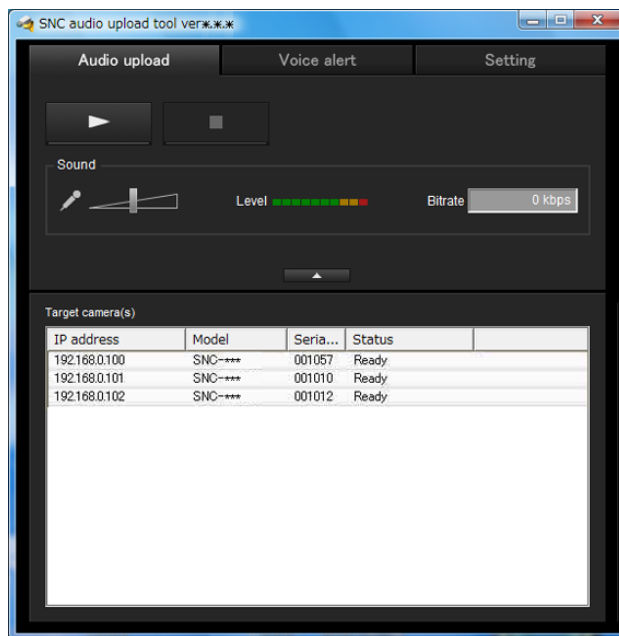 SNC audio upload tool ver*.*.*
Audio upload Voice alert Setting
Sound
Level Bitrate 0 kbps
Target camera(s)
IP address Model Seria... Status
192.168.0.100 SNC-*** 001057 Ready
192.168.0.101 SNC-*** 001010 Ready
192.168.0.102 SNC-*** 001012 Ready